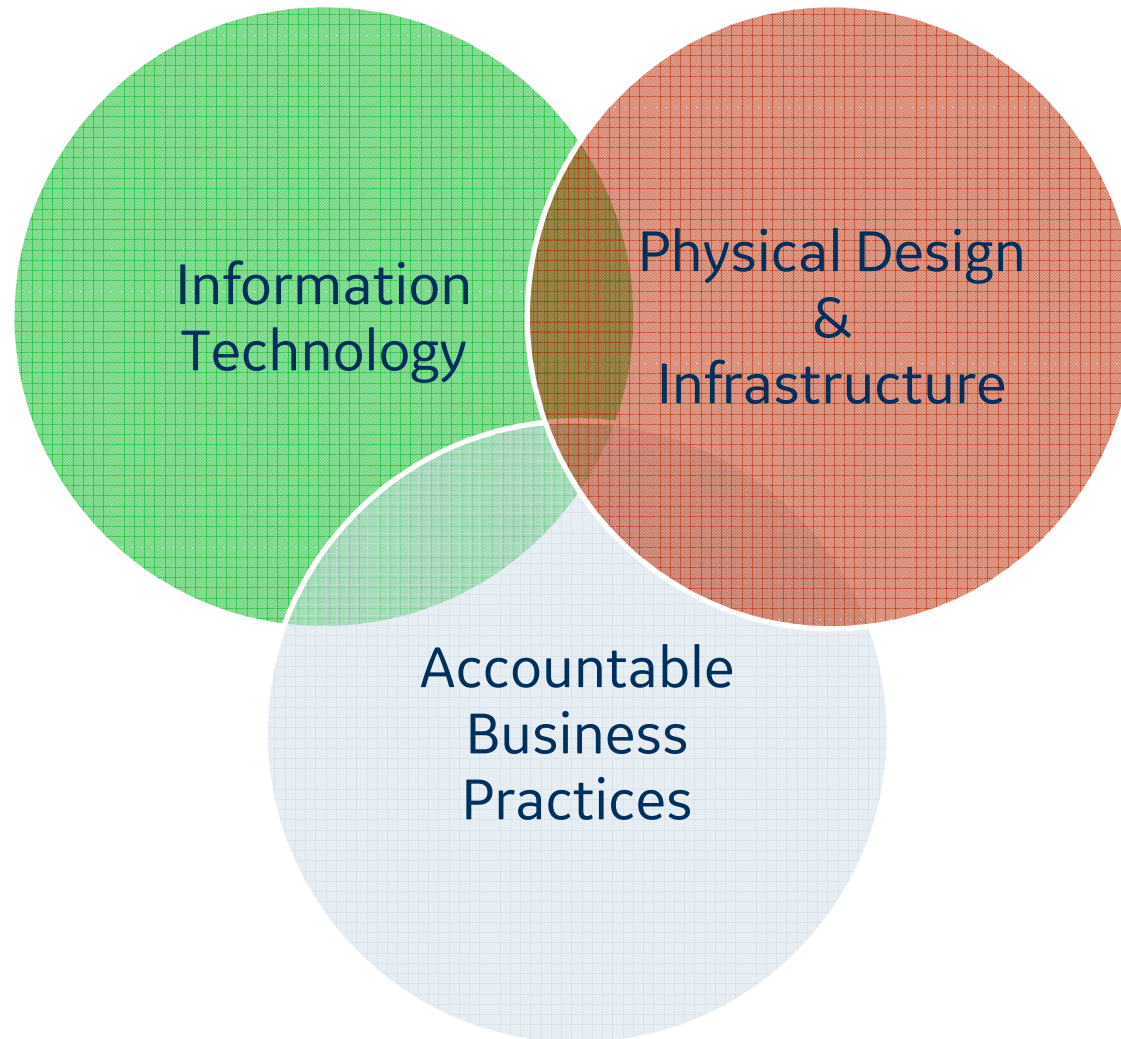 Information
Technology
Physical Design
&
Infrastructure
Accountable
Business
Practices